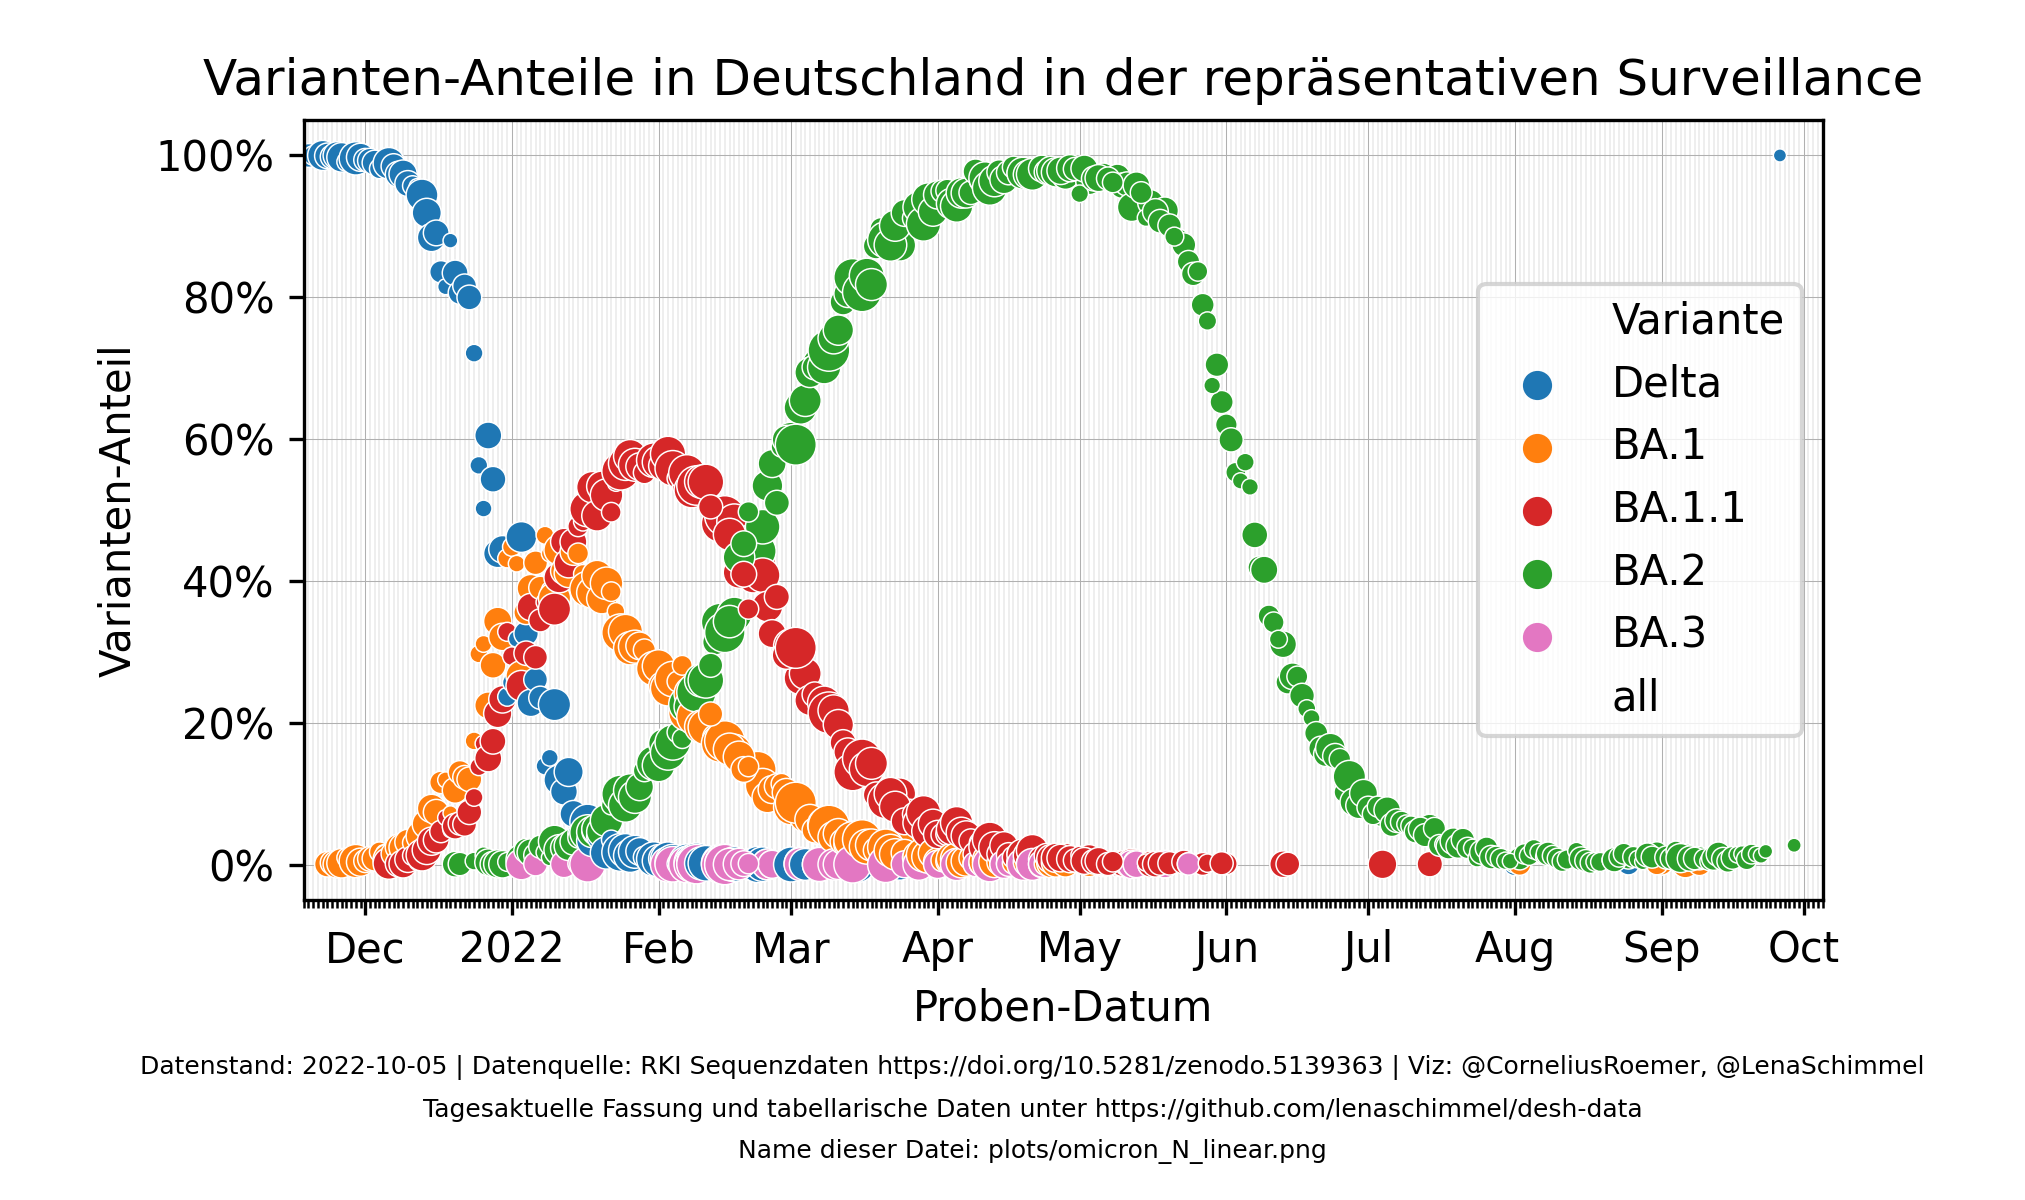 Varianten-Anteile in Deutschland in der repräsentativen Surveillance
Varianten-Anteil
100%
80%
60%
40%
20%
0%
Variante
Delta
BA.1
BA.1.1
BA.2
BA.3
all
Dec 2022 Feb Mar Apr May Jun Jul Aug Sep Oct
Proben-Datum
Datenstand: 2022-10-05 | Datenquelle: RKI Sequenzdaten https://doi.org/10.5281/zenodo.5139363 | Viz: @CorneliusRoemer, @LenaSchimmel
Tagesaktuelle Fassung und tabellarische Daten unter https://github.com/lenaschimmel/desh-data
Name dieser Datei: plots/omicron_N_linear.png